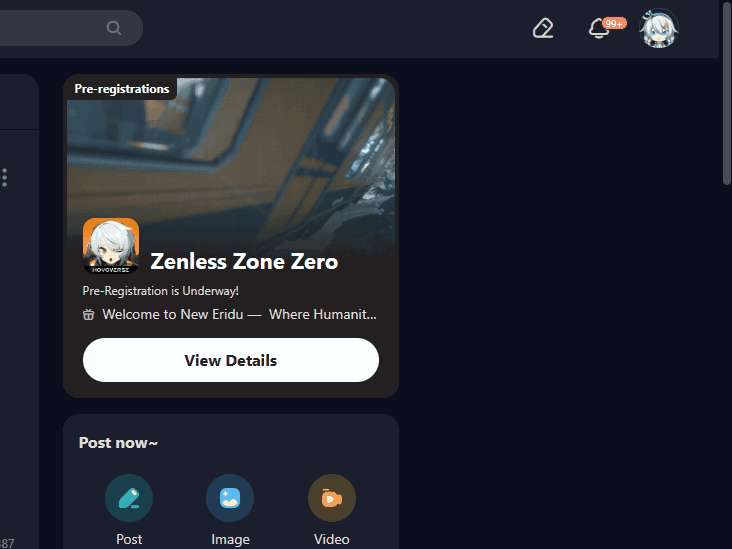 99+
Pre-registrations
HOYOVERSE
Zenless Zone Zero
Pre-Registration is Underway!
Welcome to New Eridu — Where Humanit...
View Details
Post now~
Post
Image
Video
387